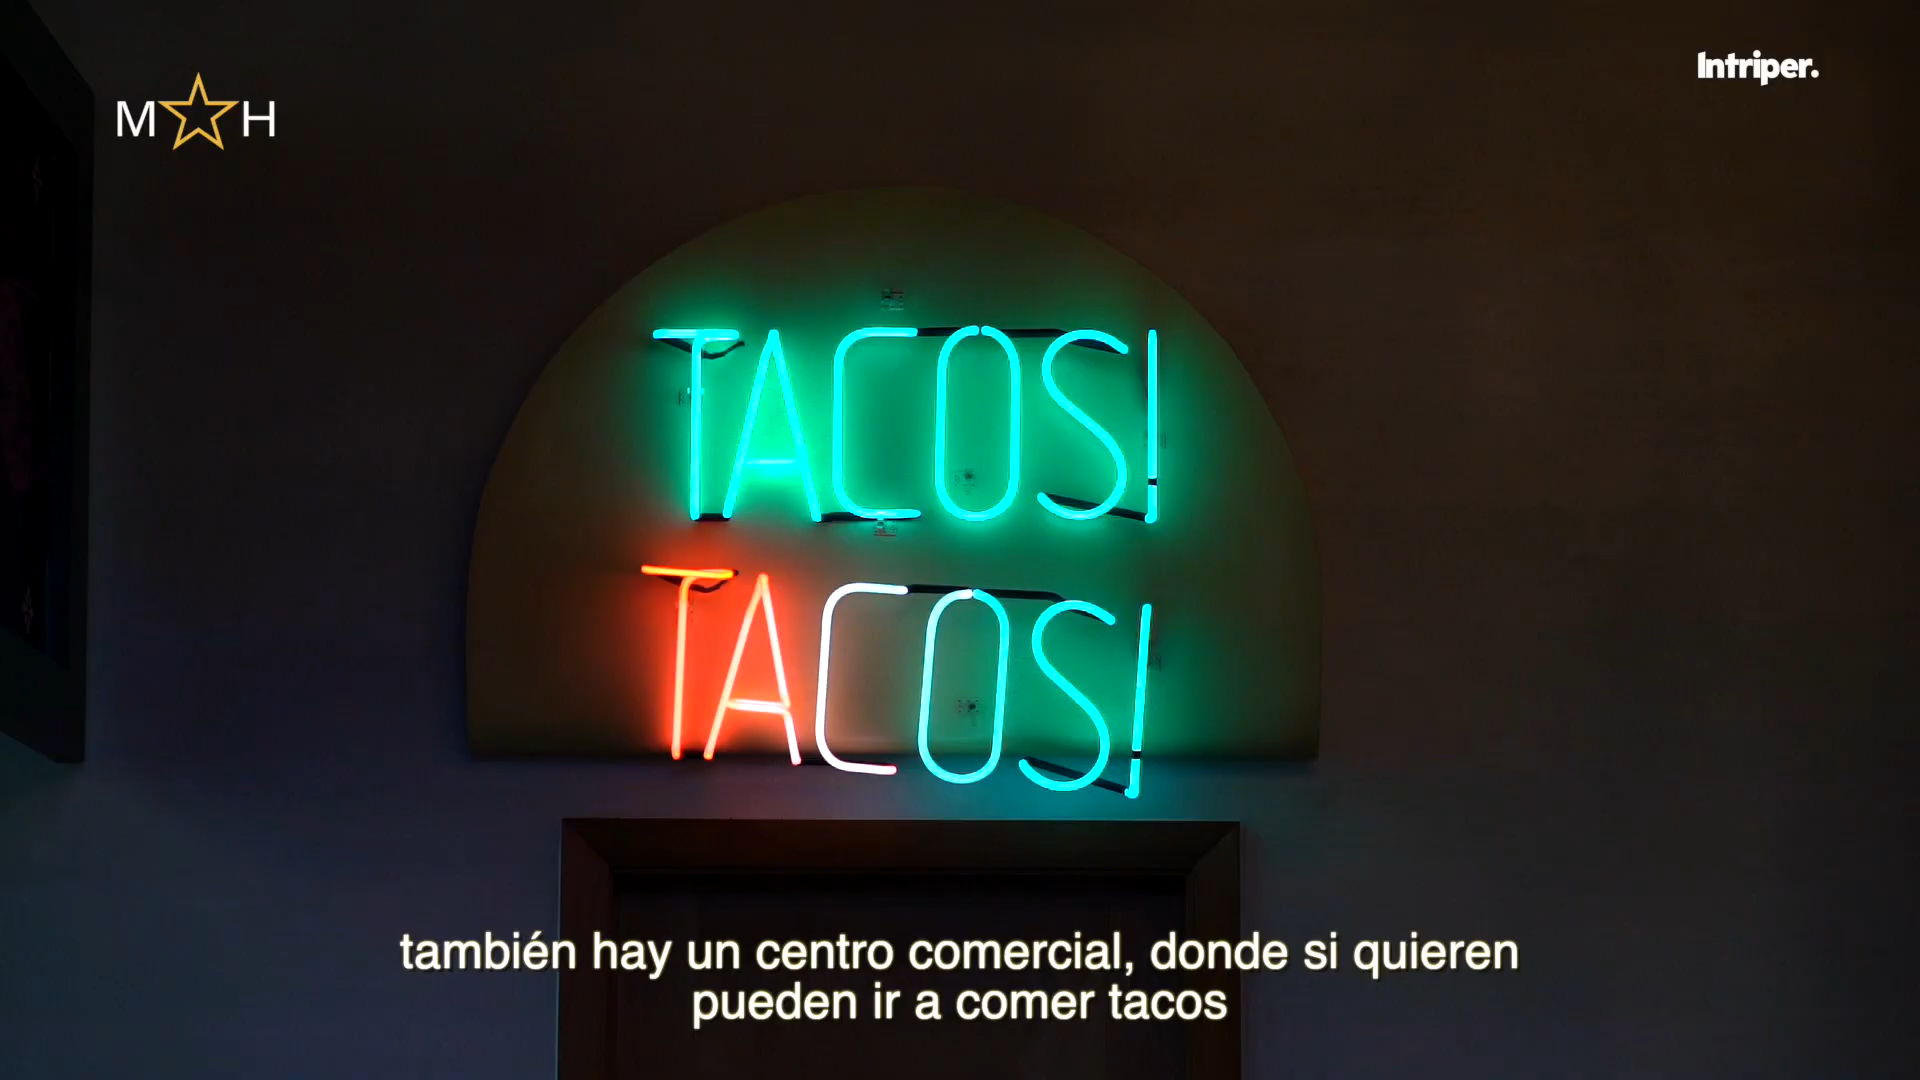 M H
Intriper.
TACOS!
TACOS!
también hay un centro comercial, donde si quieren
pueden ir a comer tacos